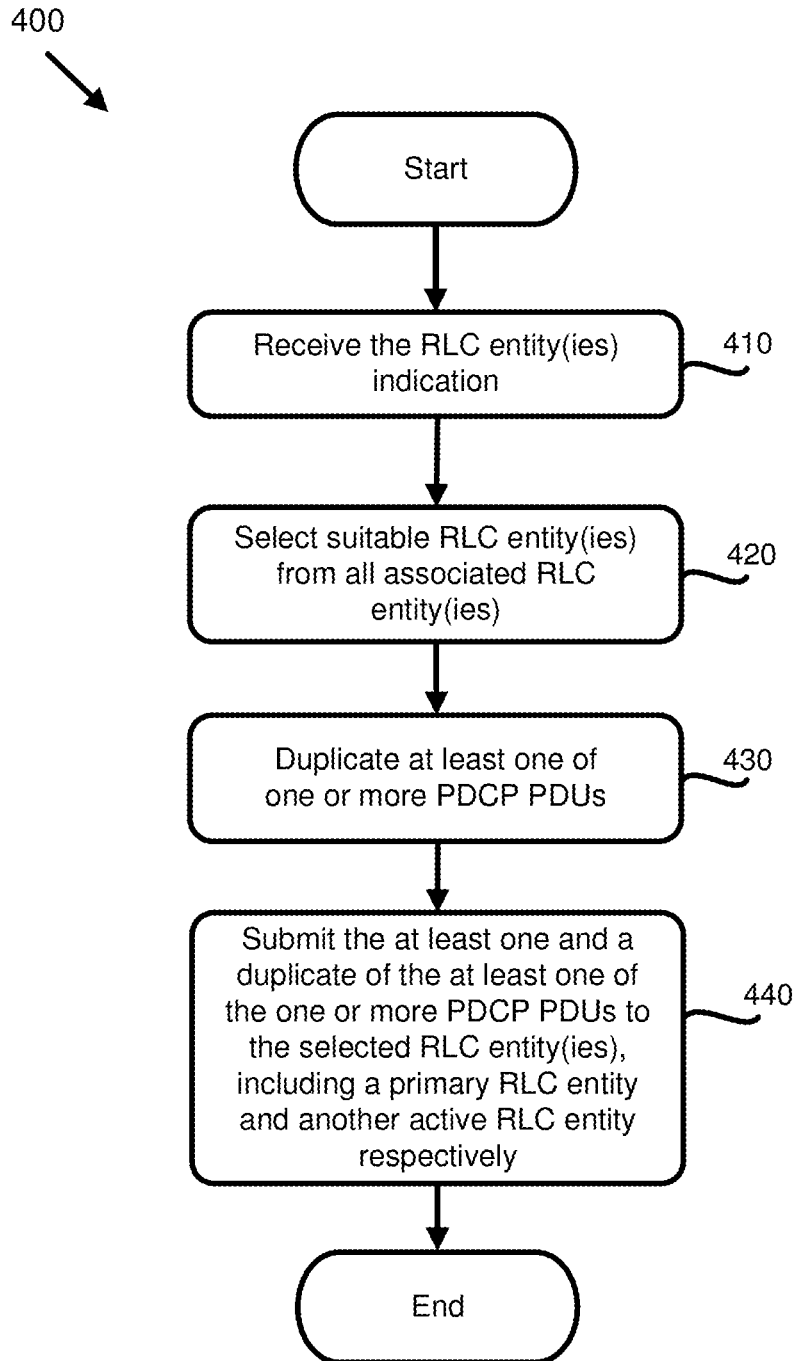 400
Start
Receive the RLC entity(ies)
indication
410
Select suitable RLC entity(ies)
from all associated RLC
entity(ies)
420
Duplicate at least one of
one or more PDCP PDUs
430
Submit the at least one and a
duplicate of the at least one of
the one or more PDCP PDUs to
the selected RLC entity(ies),
including a primary RLC entity
and another active RLC entity
respectively
440
End